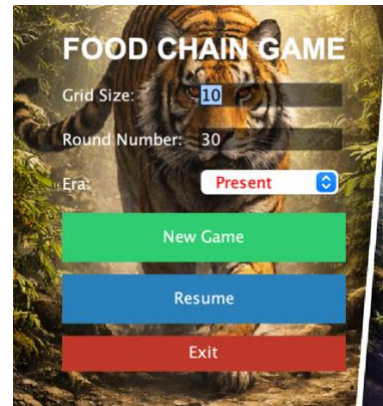 FOOD CHAIN GAME
Grid Size: 10
Round Number: 30
Era: Present
New Game
Resume
Exit